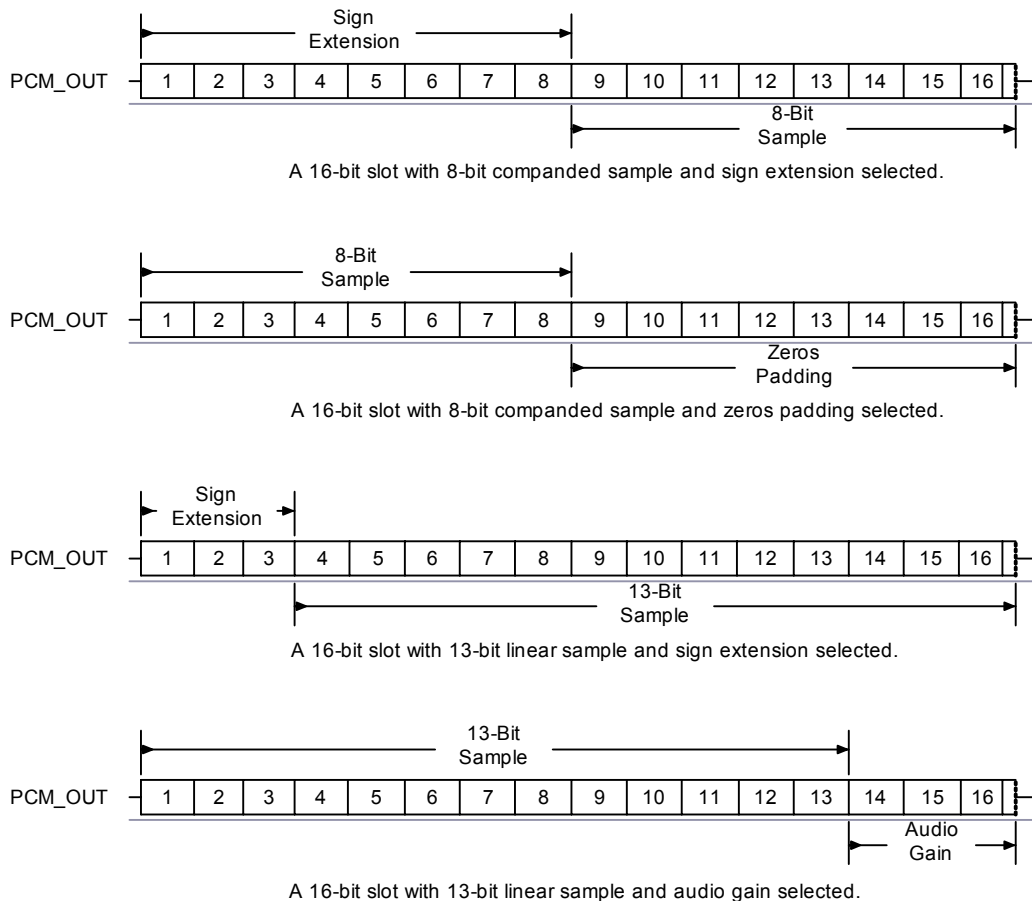 Sign
Extension
PCM_OUT 1 2 3 4 5 6 7 8 9 10 11 12 13 14 15 16
8-Bit
Sample
A 16-bit slot with 8-bit companded sample and sign extension selected.
8-Bit
Sample
PCM_OUT 1 2 3 4 5 6 7 8 9 10 11 12 13 14 15 16
Zeros
Padding
A 16-bit slot with 8-bit companded sample and zeros padding selected.
Sign
Extension
PCM_OUT 1 2 3 4 5 6 7 8 9 10 11 12 13 14 15 16
13-Bit
Sample
A 16-bit slot with 13-bit linear sample and sign extension selected.
13-Bit
Sample
PCM_OUT 1 2 3 4 5 6 7 8 9 10 11 12 13 14 15 16
Audio
Gain
A 16-bit slot with 13-bit linear sample and audio gain selected.